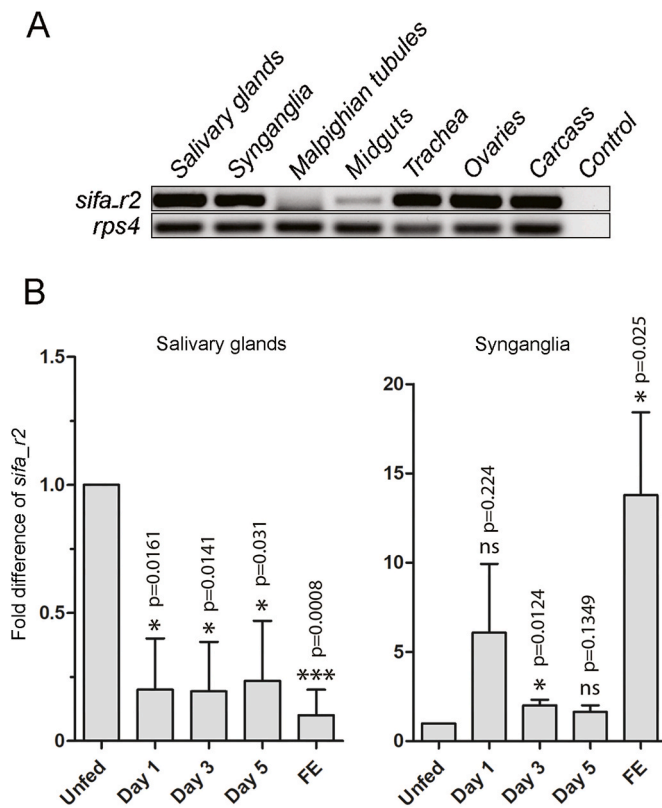 A
Salivary glands
Synganglia
Malpighian tubules
Midguts
Trachea
Ovaries
Carcass
Control
sifa_r2
rps4
B
Salivary glands
Fold difference of sifa_r2
1.5
1.0
0.5
0
* p=0.0161
* p=0.0141
* p=0.031
*** p=0.0008
Unfed
Day 1
Day 3
Day 5
FE
Synganglia
20
15
10
5
0
ns p=0.224
* p=0.0124
ns p=0.1349
* p=0.025
Unfed
Day 1
Day 3
Day 5
FE